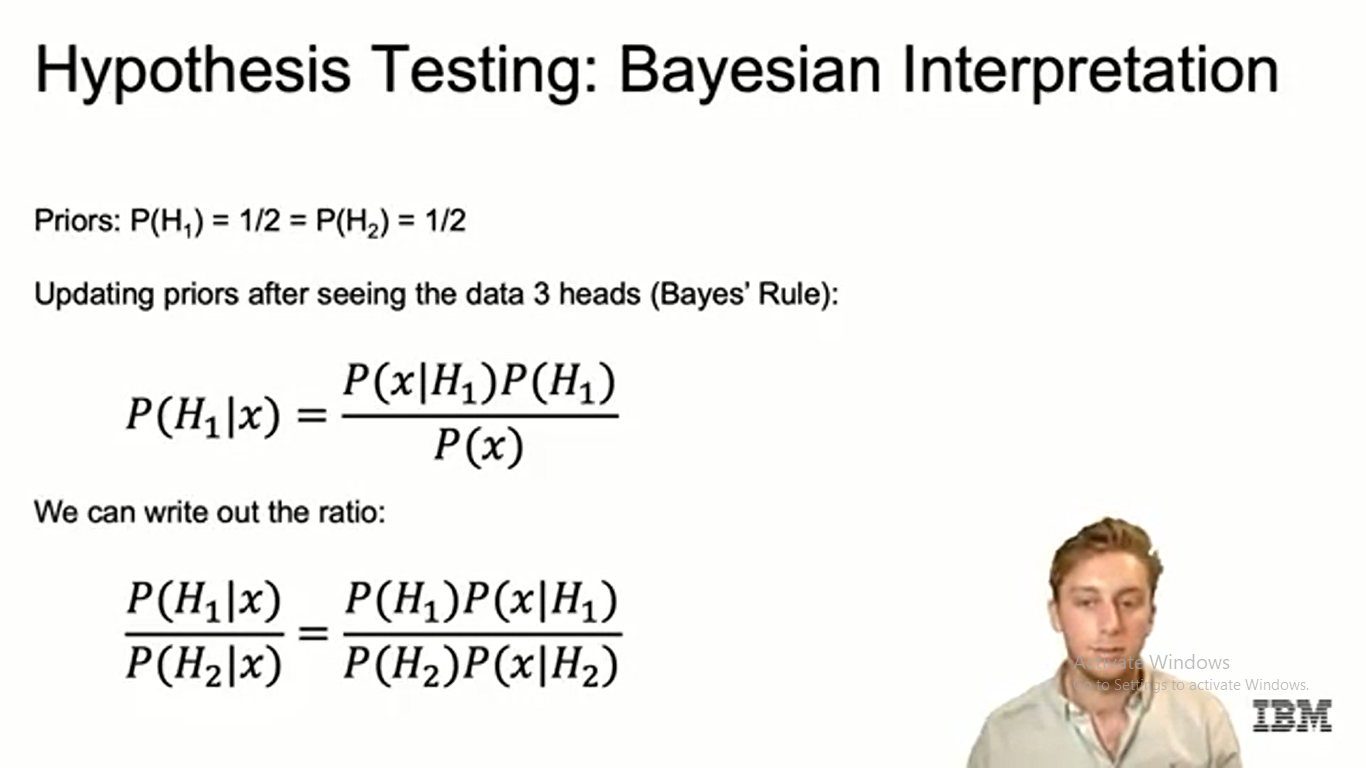 Hypothesis Testing: Bayesian Interpretation
Priors: P(H₁) = 1/2 = P(H₂) = 1/2
Updating priors after seeing the data 3 heads (Bayes’ Rule):
P(H₁|x) = P(x|H₁)P(H₁) / P(x)
We can write out the ratio:
P(H₁|x) / P(H₂|x) = P(H₁)P(x|H₁) / P(H₂)P(x|H₂)
Activate Windows
Go to Settings to activate Windows.
IBM